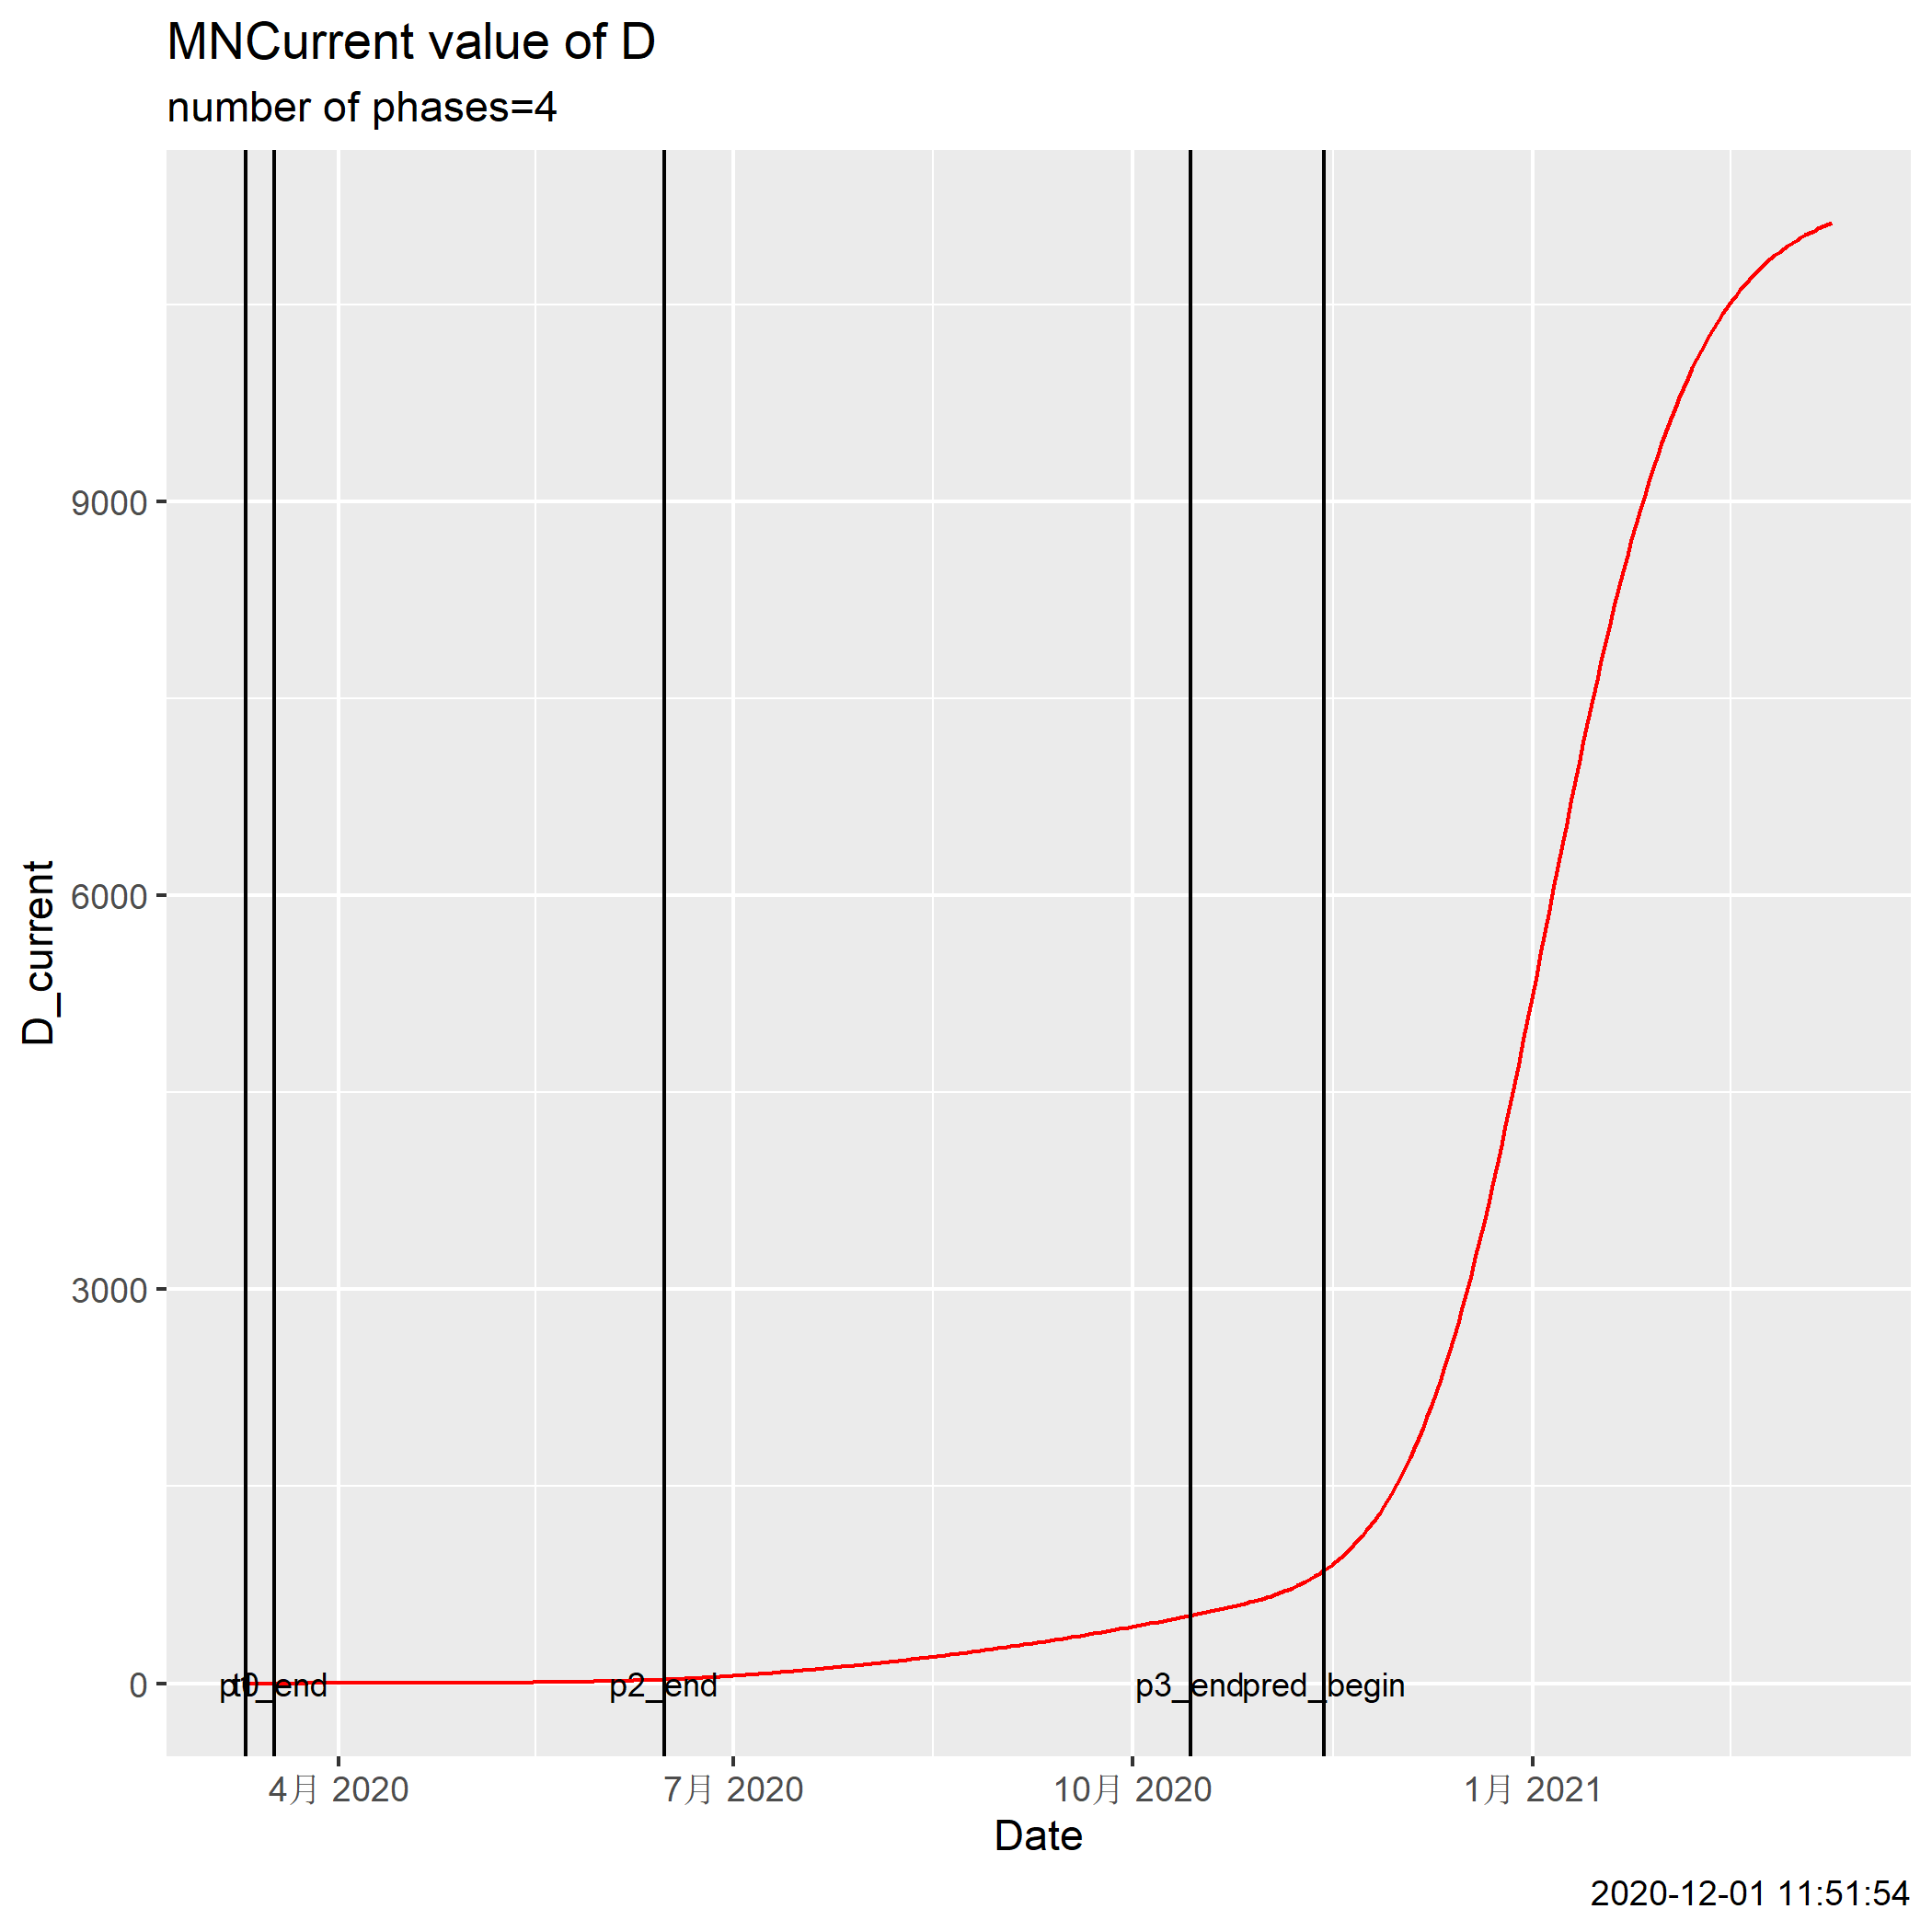 MNCurrent value of D
number of phases=4
D_current
9000
6000
3000
0
p2_end
p3_end
pred_begin
4月 2020
7月 2020
10月 2020
1月 2021
Date
2020-12-01 11:51:54